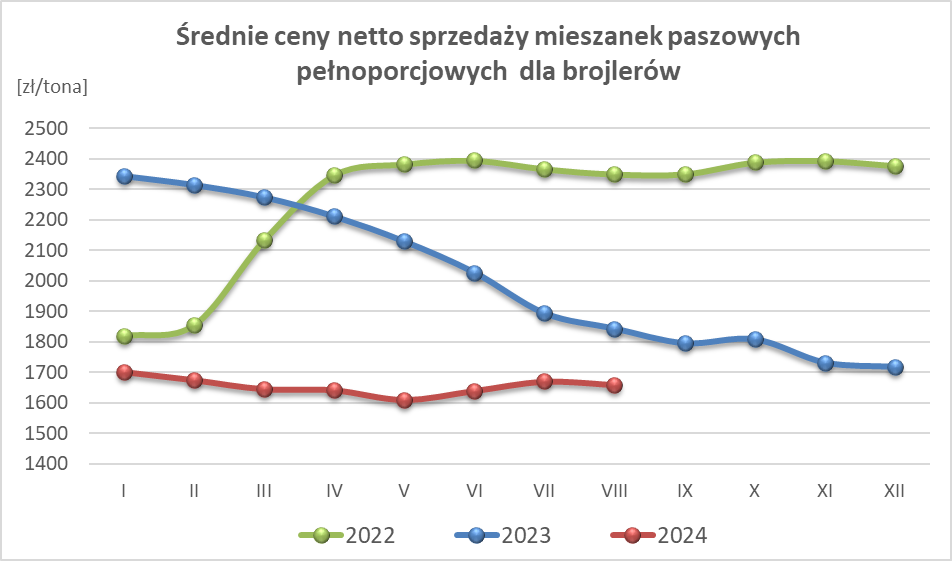 Średnie ceny netto sprzedaży mieszanek paszowych
pełnoporcjowych dla brojlerów
[zł/tona]
2500
2400
2300
2200
2100
2000
1900
1800
1700
1600
1500
1400
I II III IV V VI VII VIII IX X XI XII
2022 2023 2024